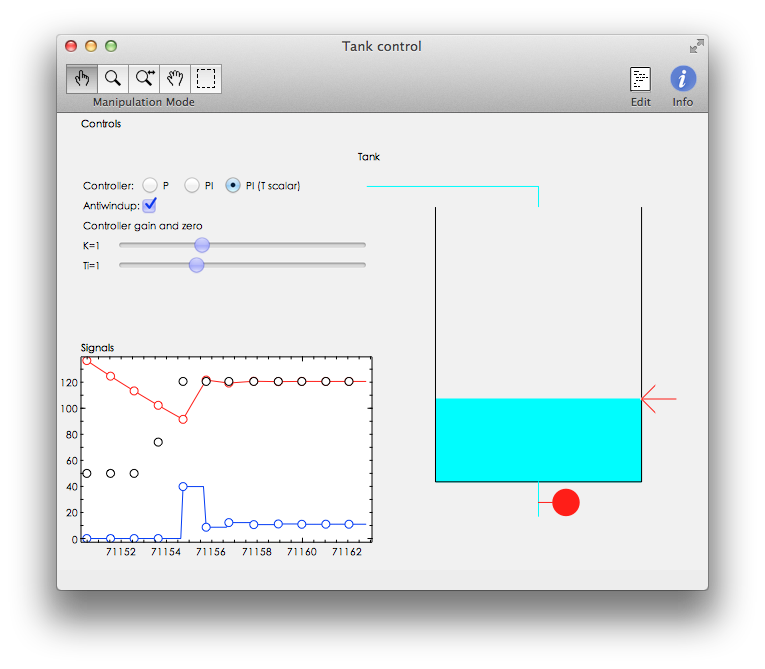 Tank control
Manipulation Mode
Edit
Info
Controls
Tank
Controller: P PI PI (T scalar)
Antiwindup:
Controller gain and zero
K=1
Ti=1
Signals
120
100
80
60
40
20
0
71152 71154 71156 71158 71160 71162